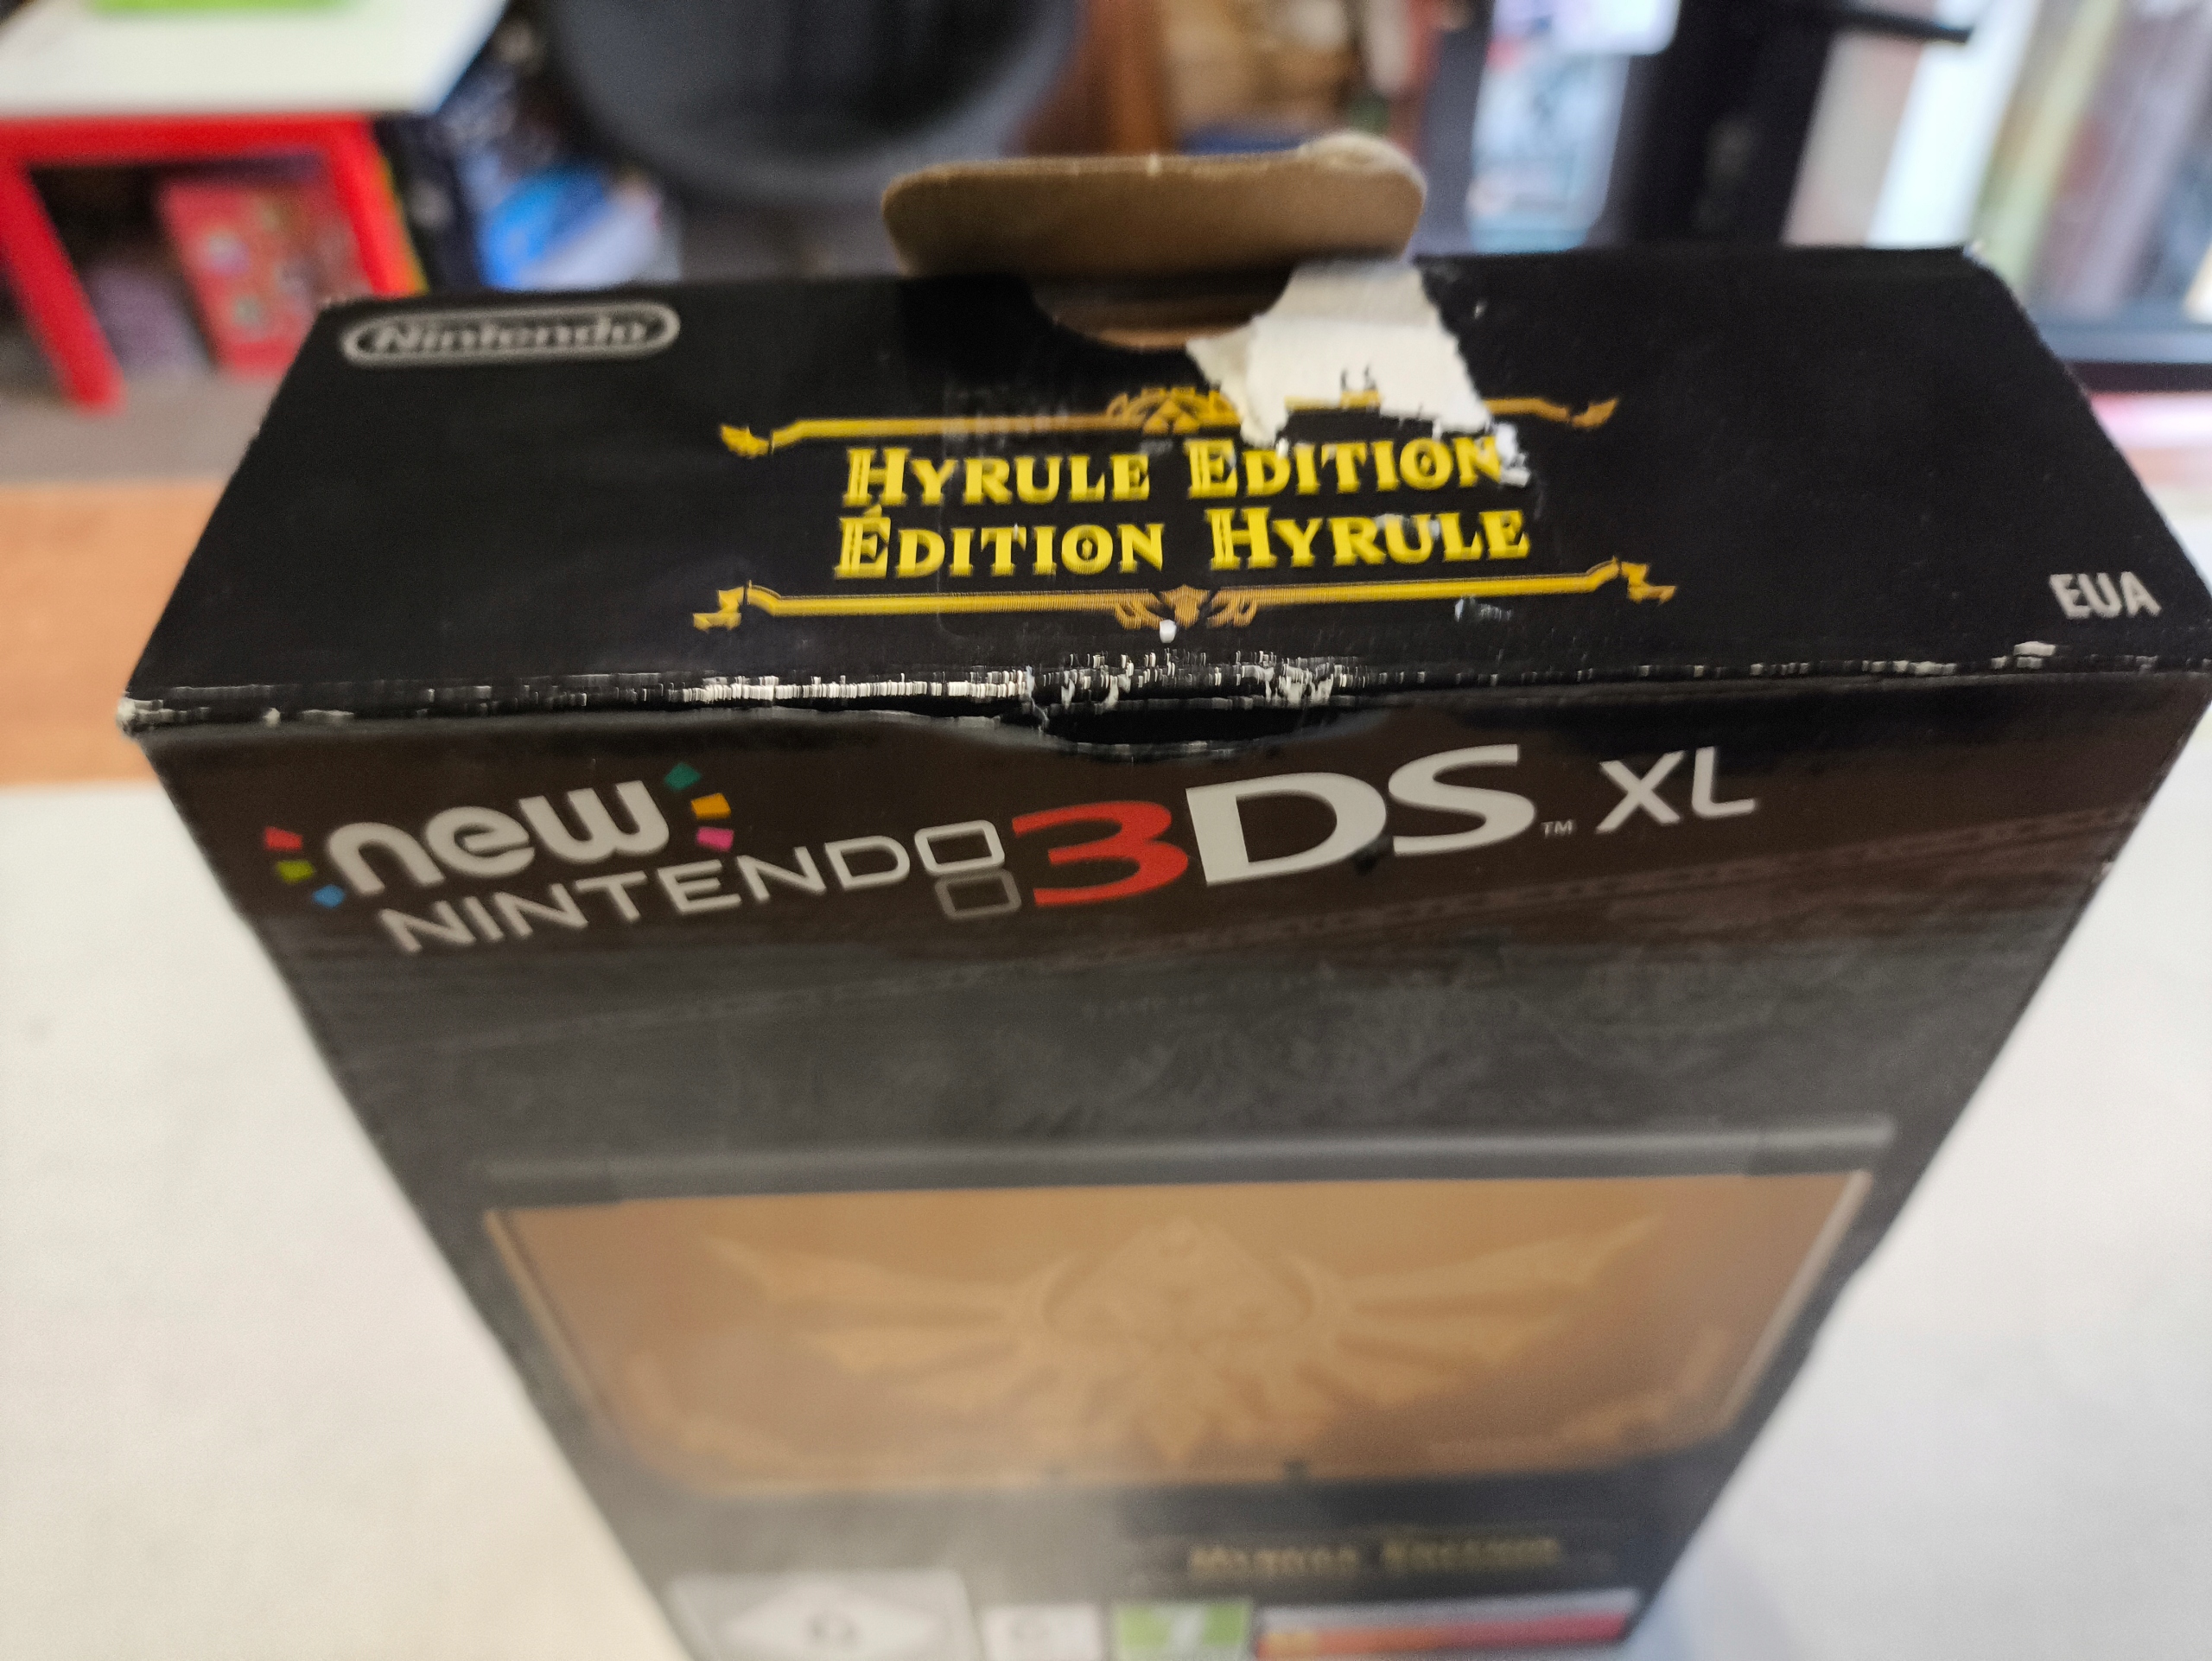 Nintendo
HYRULE EDITION
ÉDITION HYRULE
EUA
new
NINTENDO 3DS™ XL